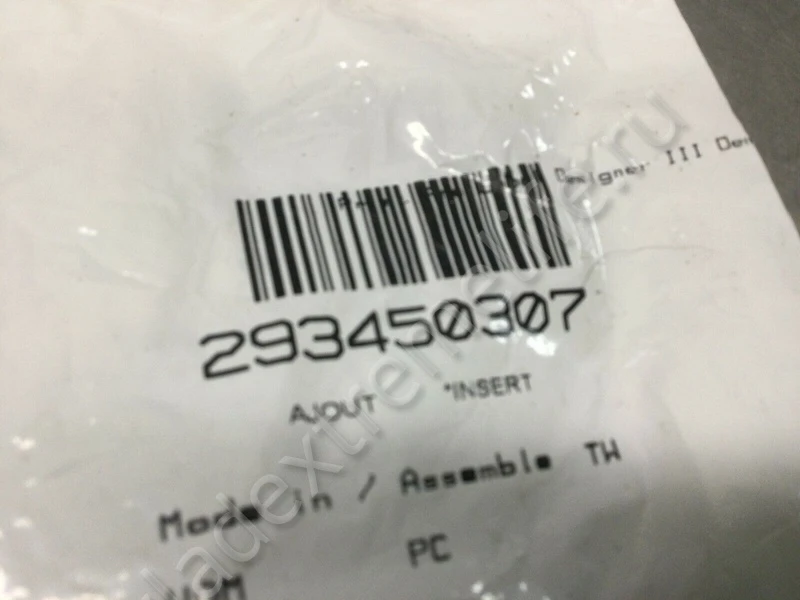 Designer III
293450307
AJOUT *INSERT
Made in / Assemble TW
PC